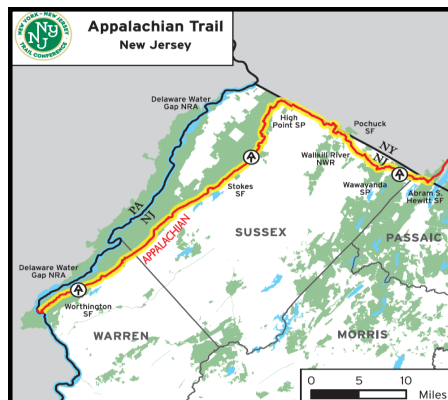 NEW YORK - NEW JERSEY
NY
NJ
TRAIL CONFERENCE
Appalachian Trail
New Jersey
Delaware Water
Gap NRA
High
Point SP
Pochuck
SF
NY
NJ
Wallkill River
NWR
Stokes
SF
Wawayanda
SP
Abram S.
Hewitt SF
PA
NJ
SUSSEX
PASSAIC
APPALACHIAN
Delaware Water
Gap NRA
Worthington
SF
WARREN
MORRIS
0 5 10
Miles